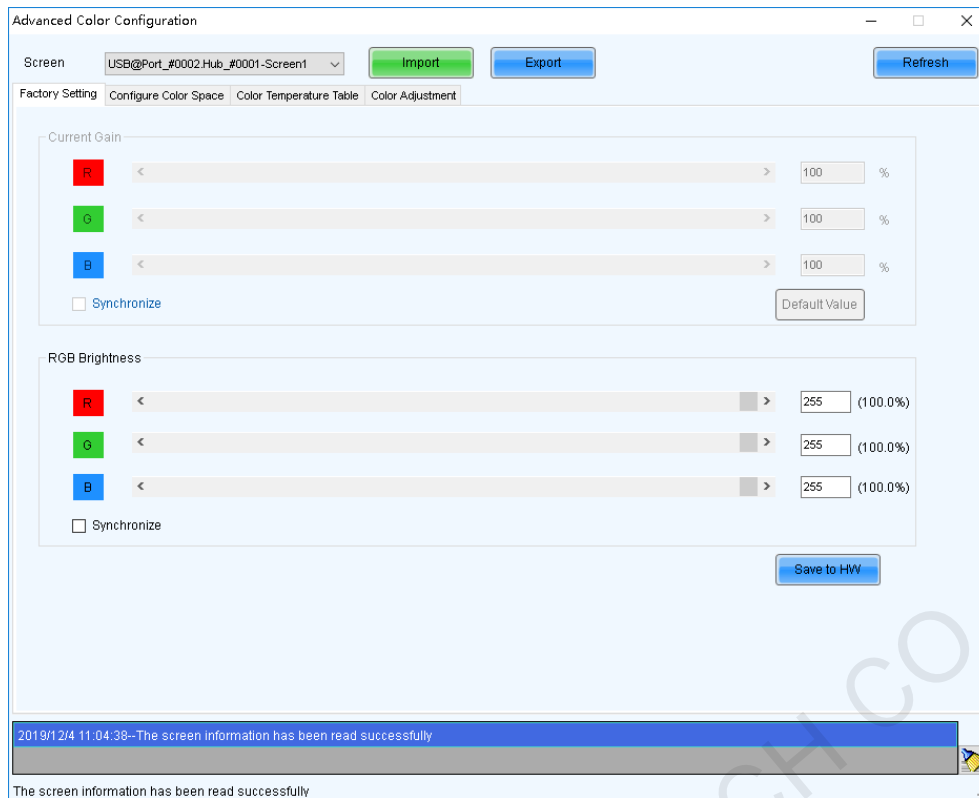 Advanced Color Configuration
Screen USB@Port_#0002.Hub_#0001-Screen1 Import Export Refresh
Factory Setting Configure Color Space Color Temperature Table Color Adjustment
Current Gain
R 100 %
G 100 %
B 100 %
Synchronize Default Value
RGB Brightness
R 255 (100.0%)
G 255 (100.0%)
B 255 (100.0%)
Synchronize
Save to HW
2019/12/4 11:04:38--The screen information has been read successfully
The screen information has been read successfully